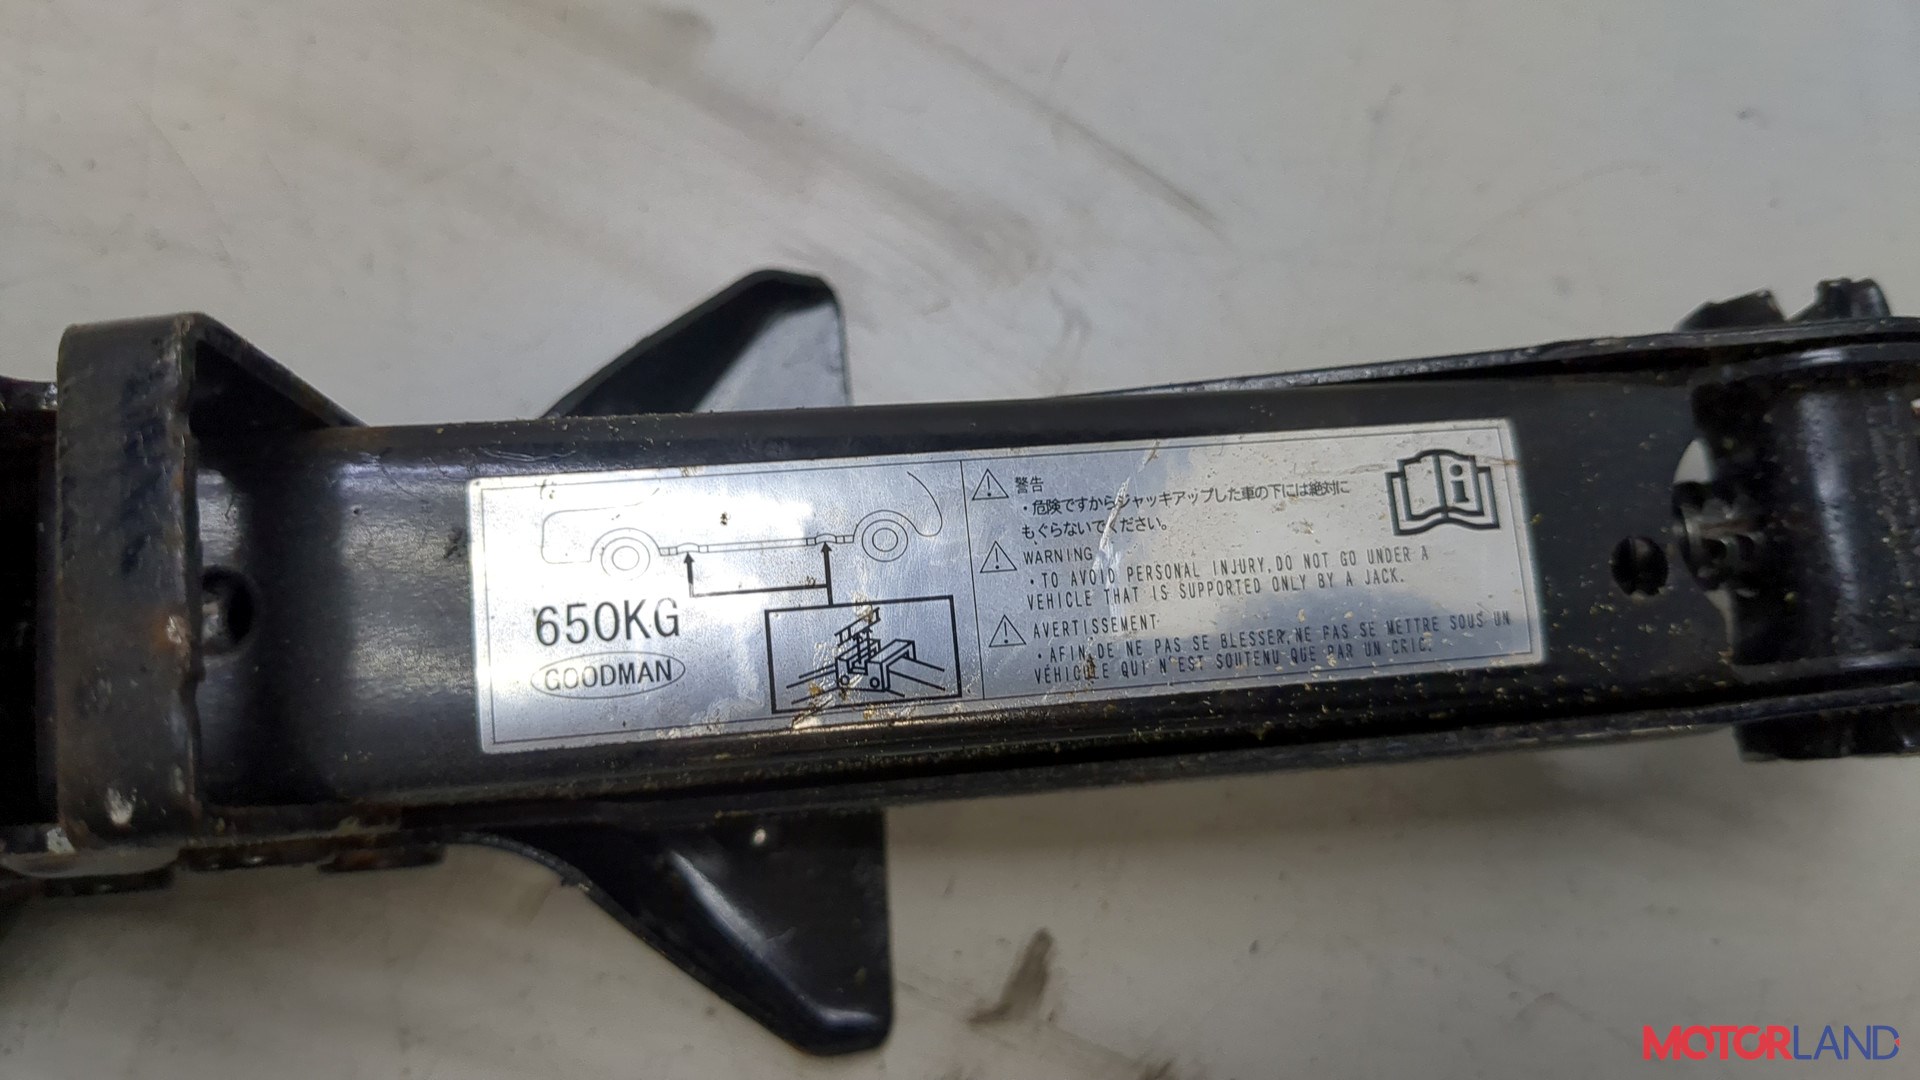 650KG
GOODMAN
警告
・危険ですからジャッキアップした車の下には絶対に
もぐらないでください。
WARNING
・TO AVOID PERSONAL INJURY, DO NOT GO UNDER A
VEHICLE THAT IS SUPPORTED ONLY BY A JACK.
AVERTISSEMENT
・AFIN DE NE PAS SE BLESSER, NE PAS SE METTRE SOUS UN
VÉHICULE QUI N'EST SOUTENU QUE PAR UN CRIC.
MOTORLAND